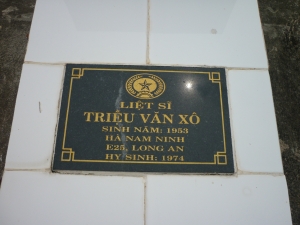 LIỆT SĨ
TRIỆU VĂN XÔ
SINH NĂM: 1953
HÀ NAM NINH
E25, LONG AN
HY SINH: 1974